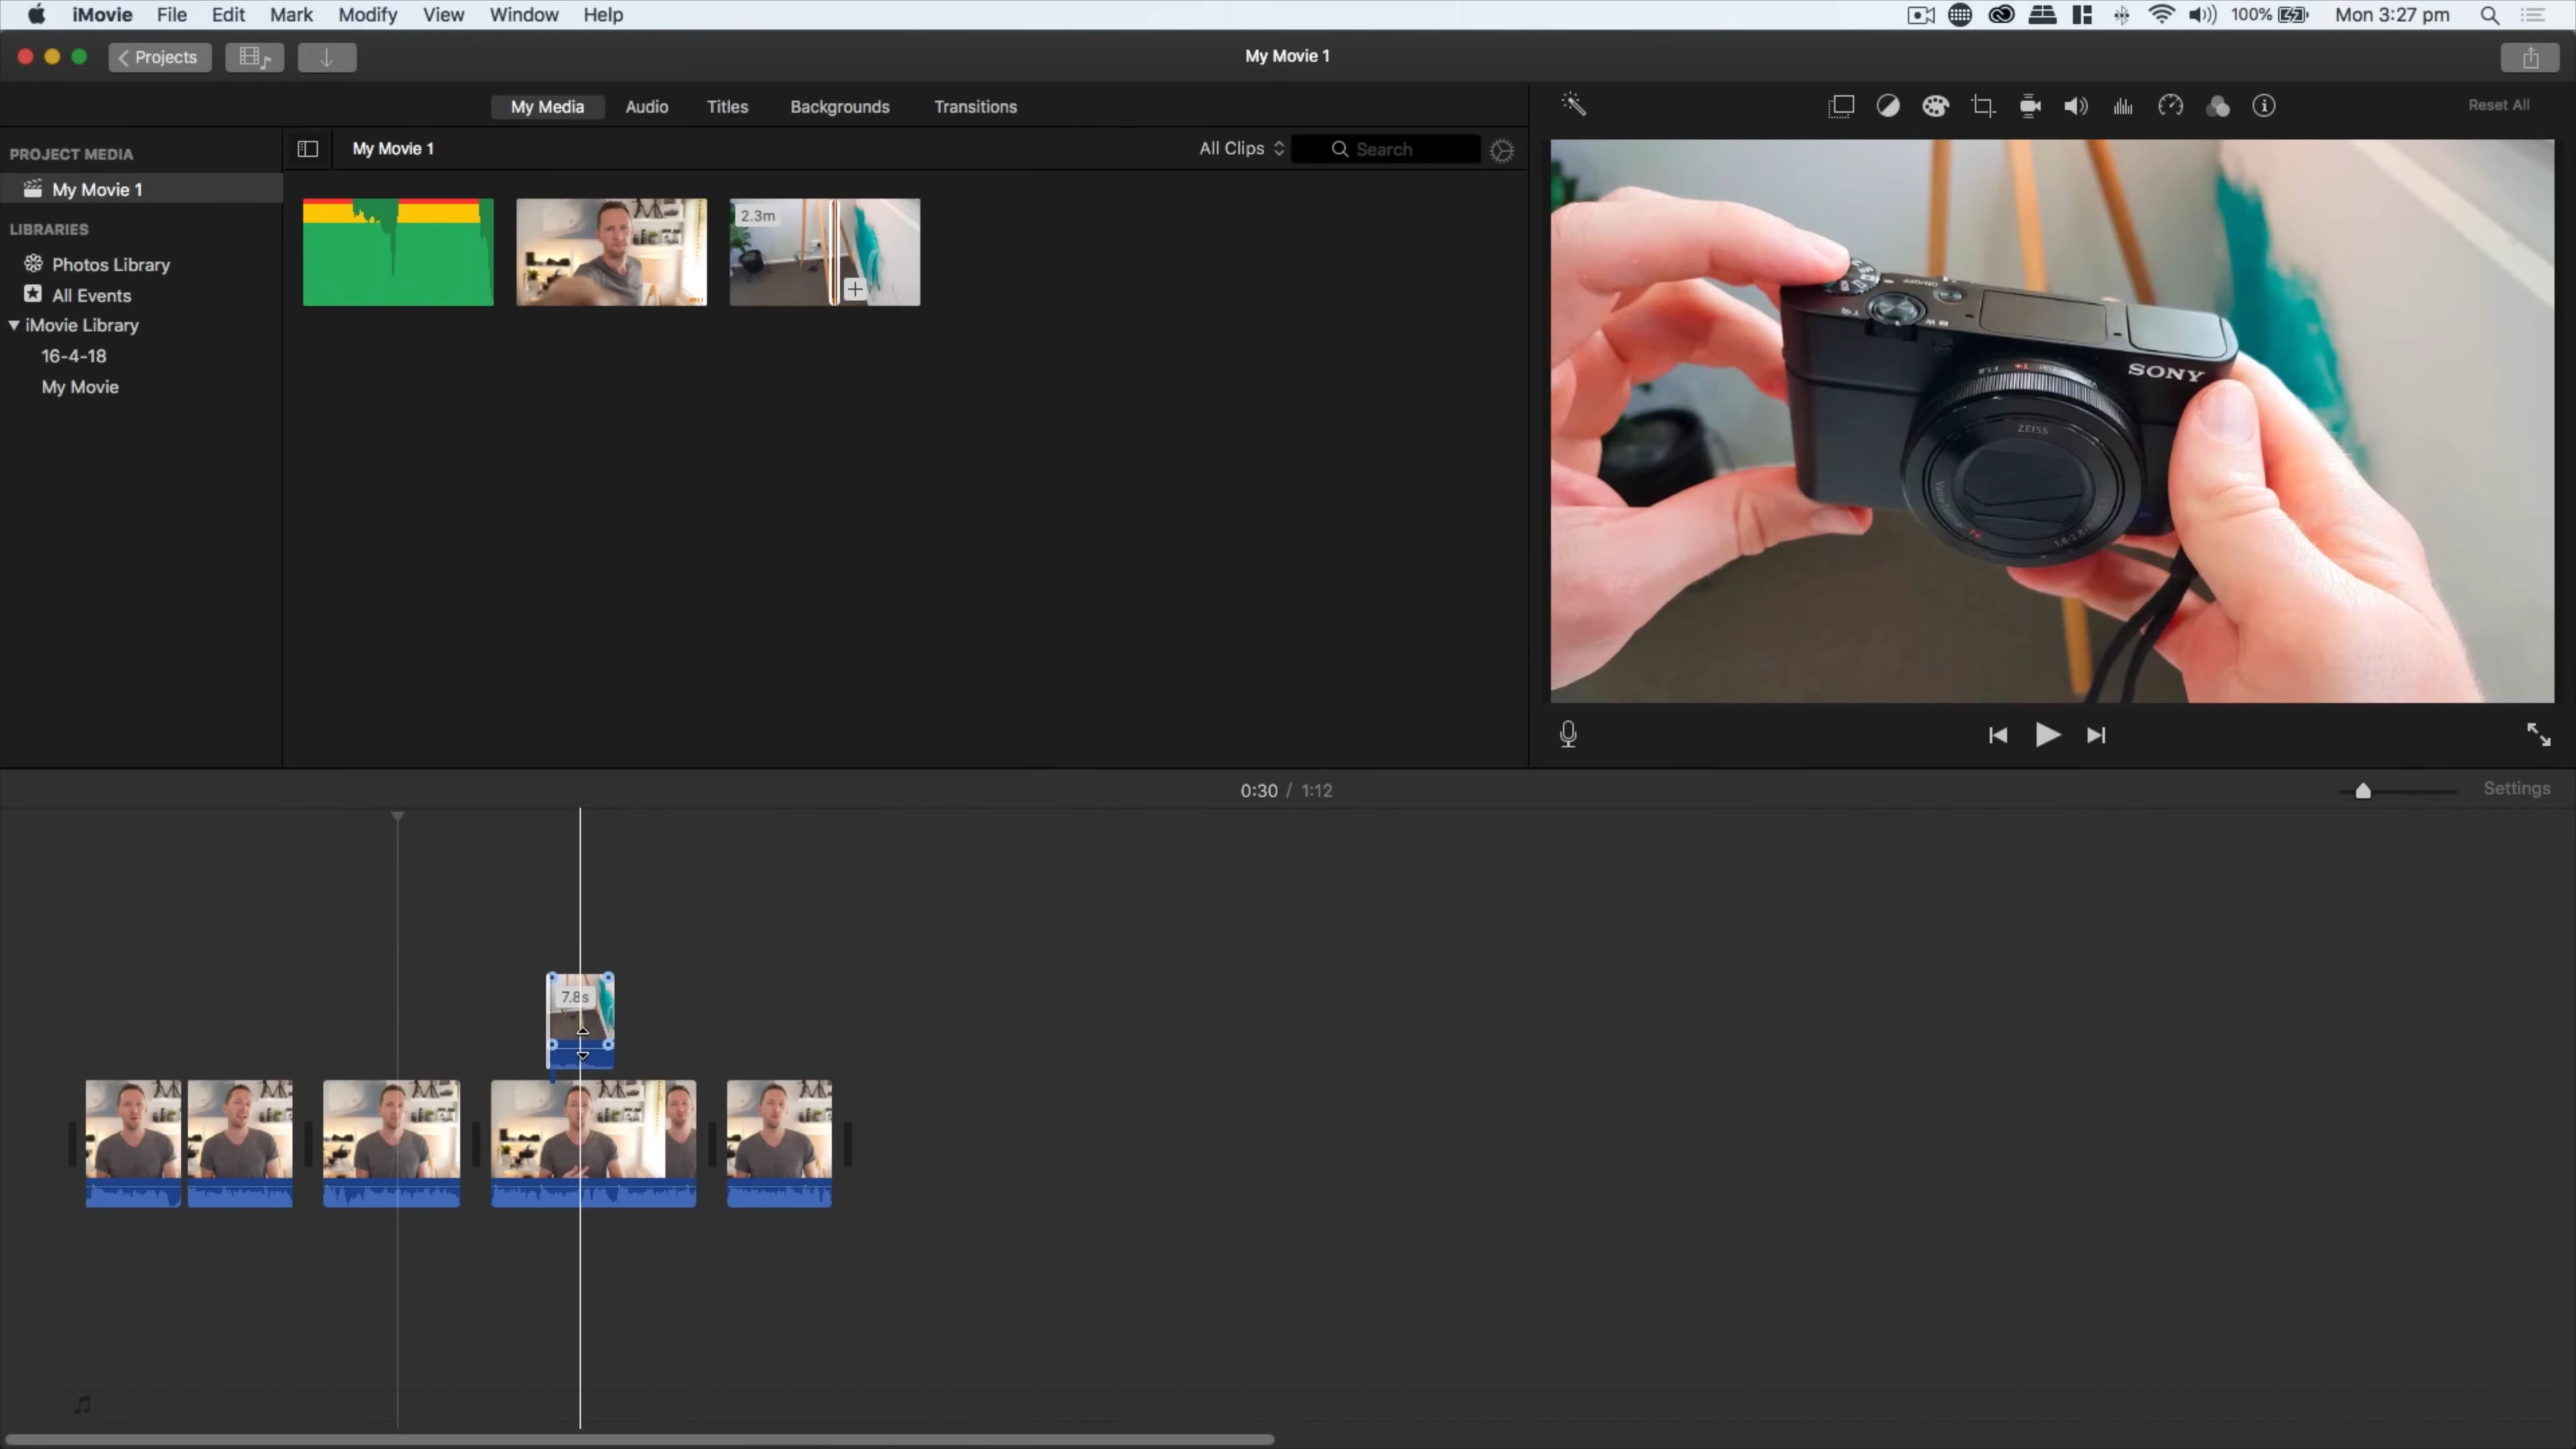 iMovie File Edit Mark Modify View Window Help 100% Mon 3:27 pm
Projects My Movie 1
My Media Audio Titles Backgrounds Transitions Reset All
PROJECT MEDIA
My Movie 1
LIBRARIES
Photos Library
All Events
iMovie Library
16-4-18
My Movie
My Movie 1 All Clips Search
2.3m
ON/OFF
SONY
ZEISS
0:30 / 1:12 Settings
7.8s